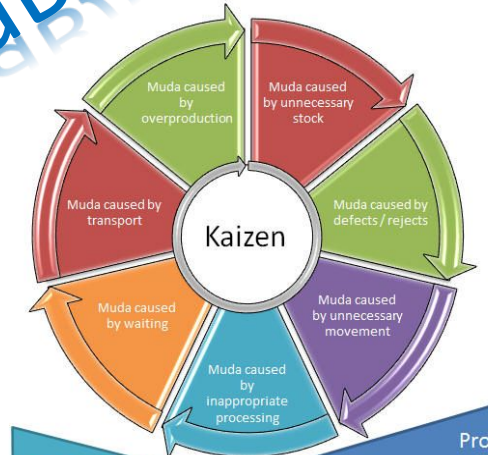 Muda caused
by
overproduction
Muda caused
by unnecessary
stock
Muda caused by
transport
Kaizen
Muda caused by
defects / rejects
Muda caused
by waiting
Muda caused
by unnecessary
movement
Muda caused
by
inappropriate
processing